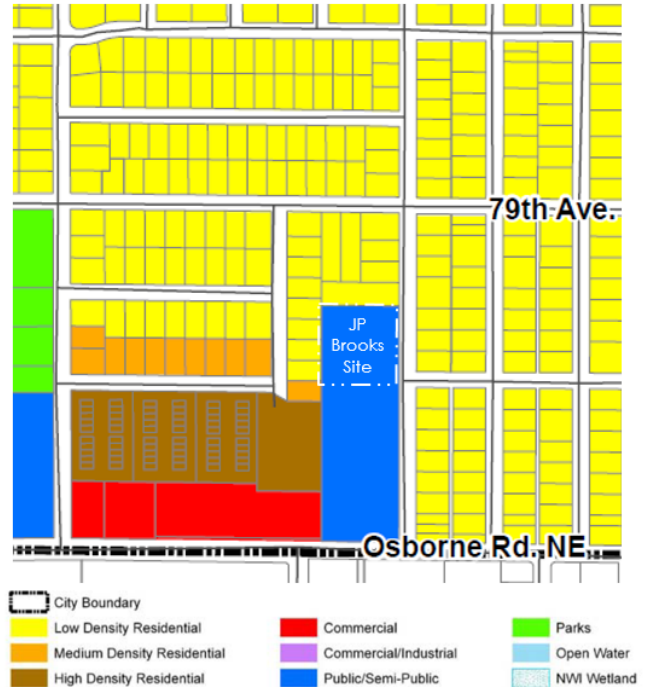 79th Ave.
JP
Brooks
Site
Osborne Rd. NE
City Boundary
Low Density Residential
Commercial
Parks
Medium Density Residential
Commercial/Industrial
Open Water
High Density Residential
Public/Semi-Public
NWI Wetland